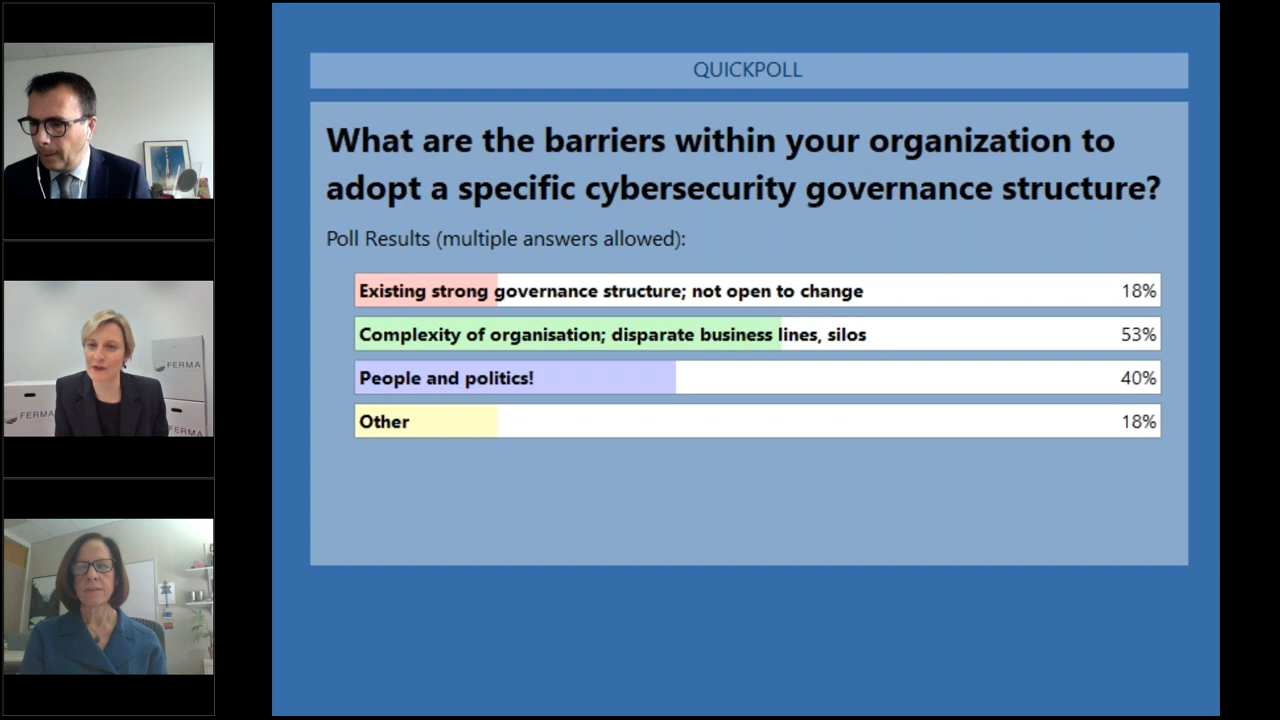 QUICKPOLL
What are the barriers within your organization to
adopt a specific cybersecurity governance structure?
Poll Results (multiple answers allowed):
Existing strong governance structure; not open to change 18%
Complexity of organisation; disparate business lines, silos 53%
People and politics! 40%
Other 18%
FERMA
FERMA
FERMA